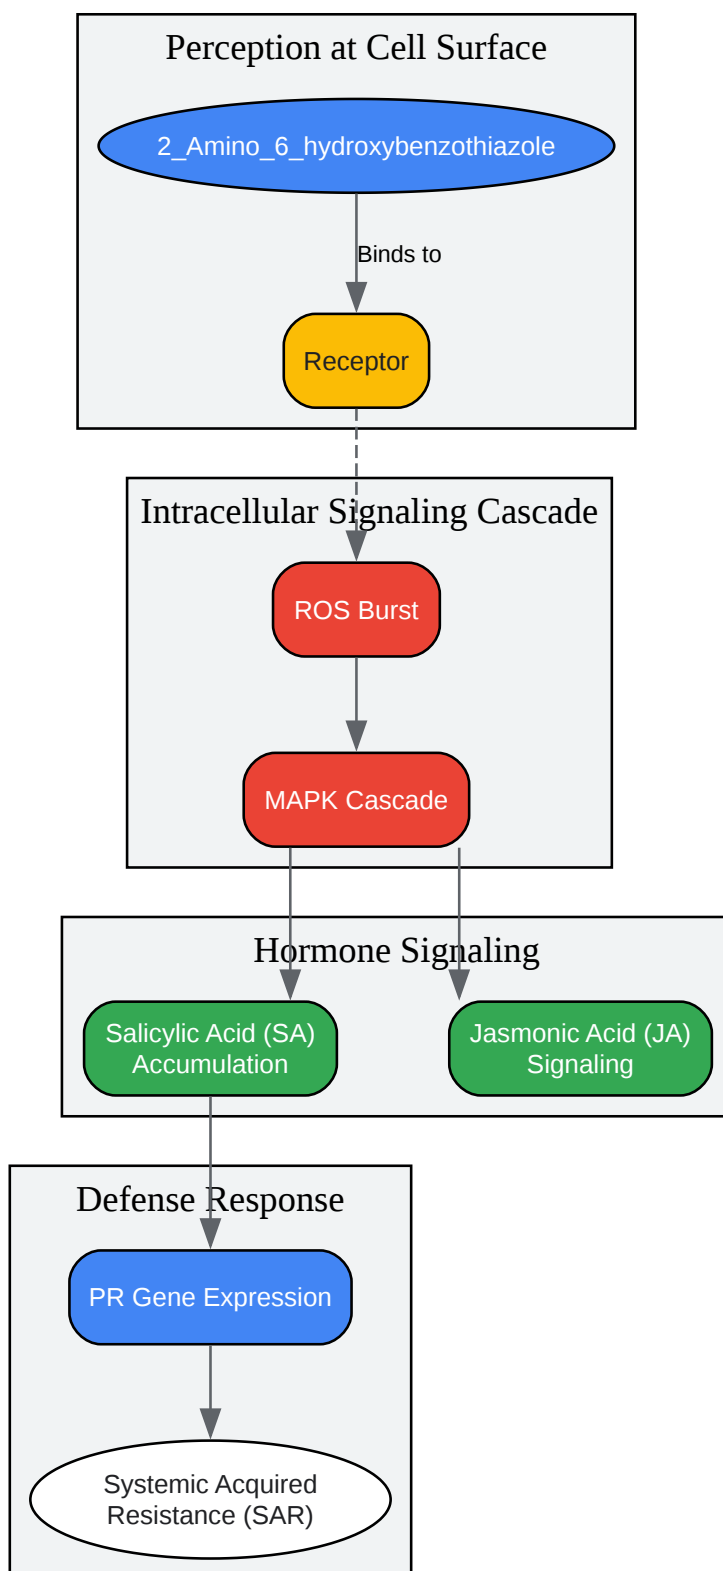 Perception at Cell Surface
2_Amino_6_hydroxybenzothiazole
Binds to
Receptor
Intracellular Signaling Cascade
ROS Burst
MAPK Cascade
Hormone Signaling
Salicylic Acid (SA)
Accumulation
Jasmonic Acid (JA)
Signaling
Defense Response
PR Gene Expression
Systemic Acquired
Resistance (SAR)